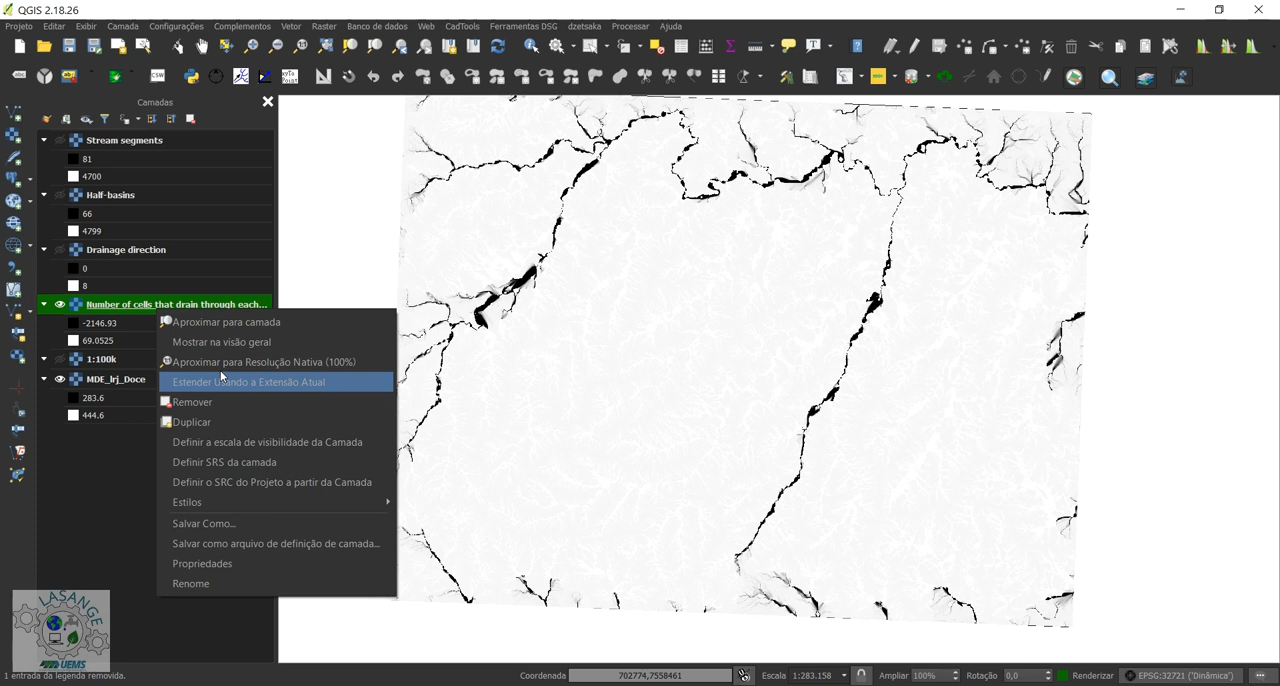 QGIS 2.18.26
Projeto Editar Exibir Camada Configurações Complementos Vetor Raster Banco de dados Web CadTools Ferramentas DSG dzetsaka Processar Ajuda
Camadas
Stream segments
81
4700
Half-basins
66
4799
Drainage direction
0
8
Number of cells that drain through each...
-2146.93
69.0525
1:100k
MDE_lrj_Doce
283.6
444.6
Aproximar para camada
Mostrar na visão geral
Aproximar para Resolução Nativa (100%)
Estender Usando a Extensão Atual
Remover
Duplicar
Definir a escala de visibilidade da Camada
Definir SRS da camada
Definir o SRC do Projeto a partir da Camada
Estilos
Salvar Como...
Salvar como arquivo de definição de camada...
Propriedades
Renome
LASANGE
UEMS
1 entrada da legenda removida.
Coordenada 702774,7558461 Escala 1:283.158 Ampliar 100% Rotação 0,0 Renderizar EPSG:32721 ('Dinâmica')